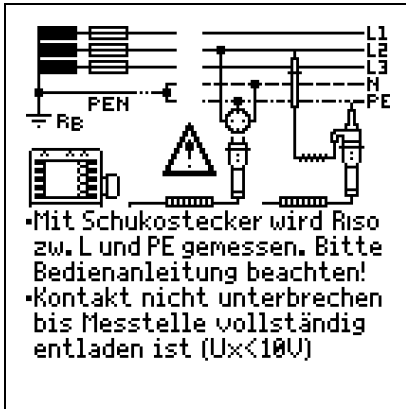 L1
L2
L3
N
PE
PEN
RB
▪Mit Schukostecker wird RISO
zw. L und PE gemessen. Bitte
Bedienanleitung beachten!
▪Kontakt nicht unterbrechen
bis Messtelle vollständig
entladen ist (Ux<10V)